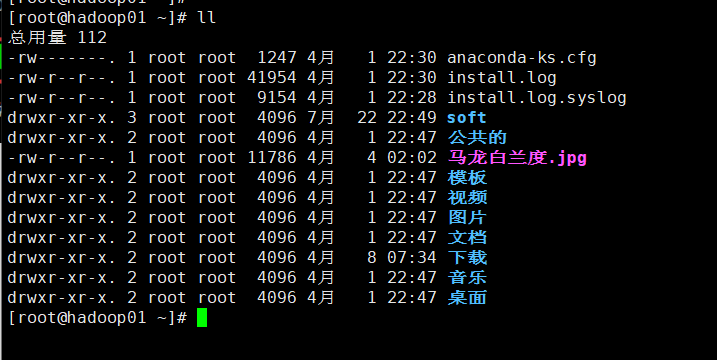 [root@hadoop01 ~]# ll
总用量 112
-rw-------. 1 root root  1247 4月   1 22:30 anaconda-ks.cfg
-rw-r--r--. 1 root root 41954 4月   1 22:30 install.log
-rw-r--r--. 1 root root  9154 4月   1 22:28 install.log.syslog
drwxr-xr-x. 3 root root  4096 7月  22 22:49 soft
drwxr-xr-x. 2 root root  4096 4月   1 22:47 公共的
-rw-r--r--. 1 root root 11786 4月   4 02:02 马龙白兰度.jpg
drwxr-xr-x. 2 root root  4096 4月   1 22:47 模板
drwxr-xr-x. 2 root root  4096 4月   1 22:47 视频
drwxr-xr-x. 2 root root  4096 4月   1 22:47 图片
drwxr-xr-x. 2 root root  4096 4月   1 22:47 文档
drwxr-xr-x. 2 root root  4096 4月   8 07:34 下载
drwxr-xr-x. 2 root root  4096 4月   1 22:47 音乐
drwxr-xr-x. 2 root root  4096 4月   1 22:47 桌面
[root@hadoop01 ~]#